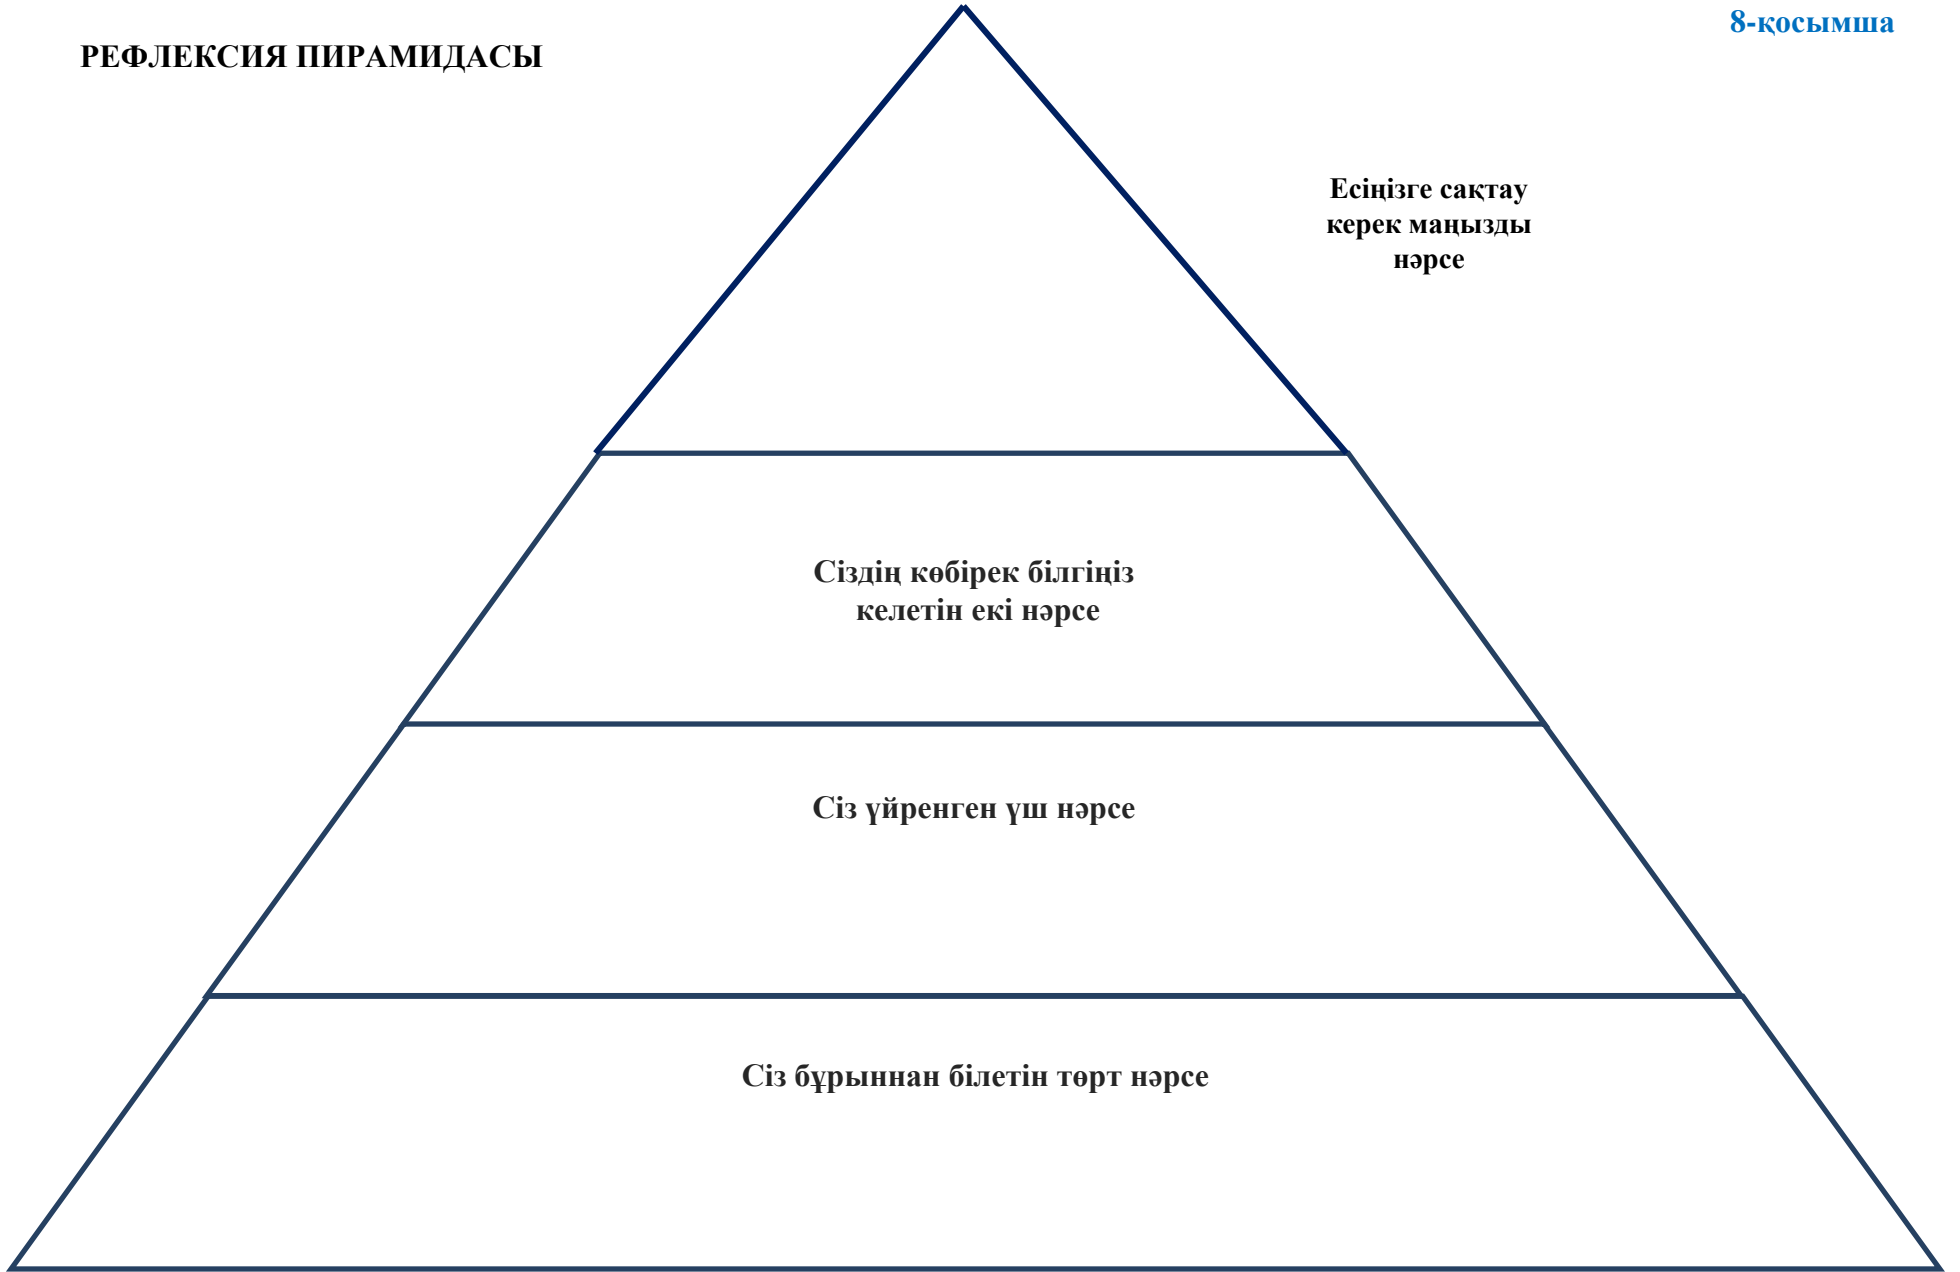 8-қосымша
РЕФЛЕКСИЯ ПИРАМИДАСЫ
Есіңізге сақтау
керек маңызды
нәрсе
Сіздің көбірек білгіңіз
келетін екі нәрсе
Сіз үйренген үш нәрсе
Сіз бұрыннан білетін төрт нәрсе